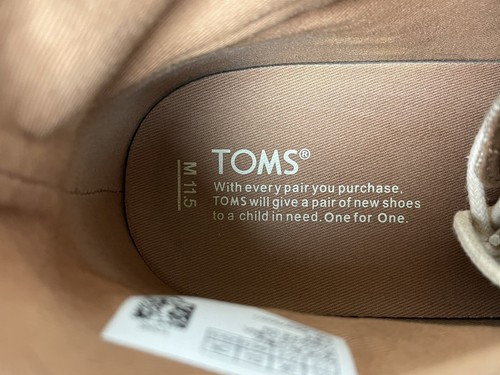 TOMS®
With every pair you purchase,
TOMS will give a pair of new shoes
to a child in need. One for One.
M 11.5